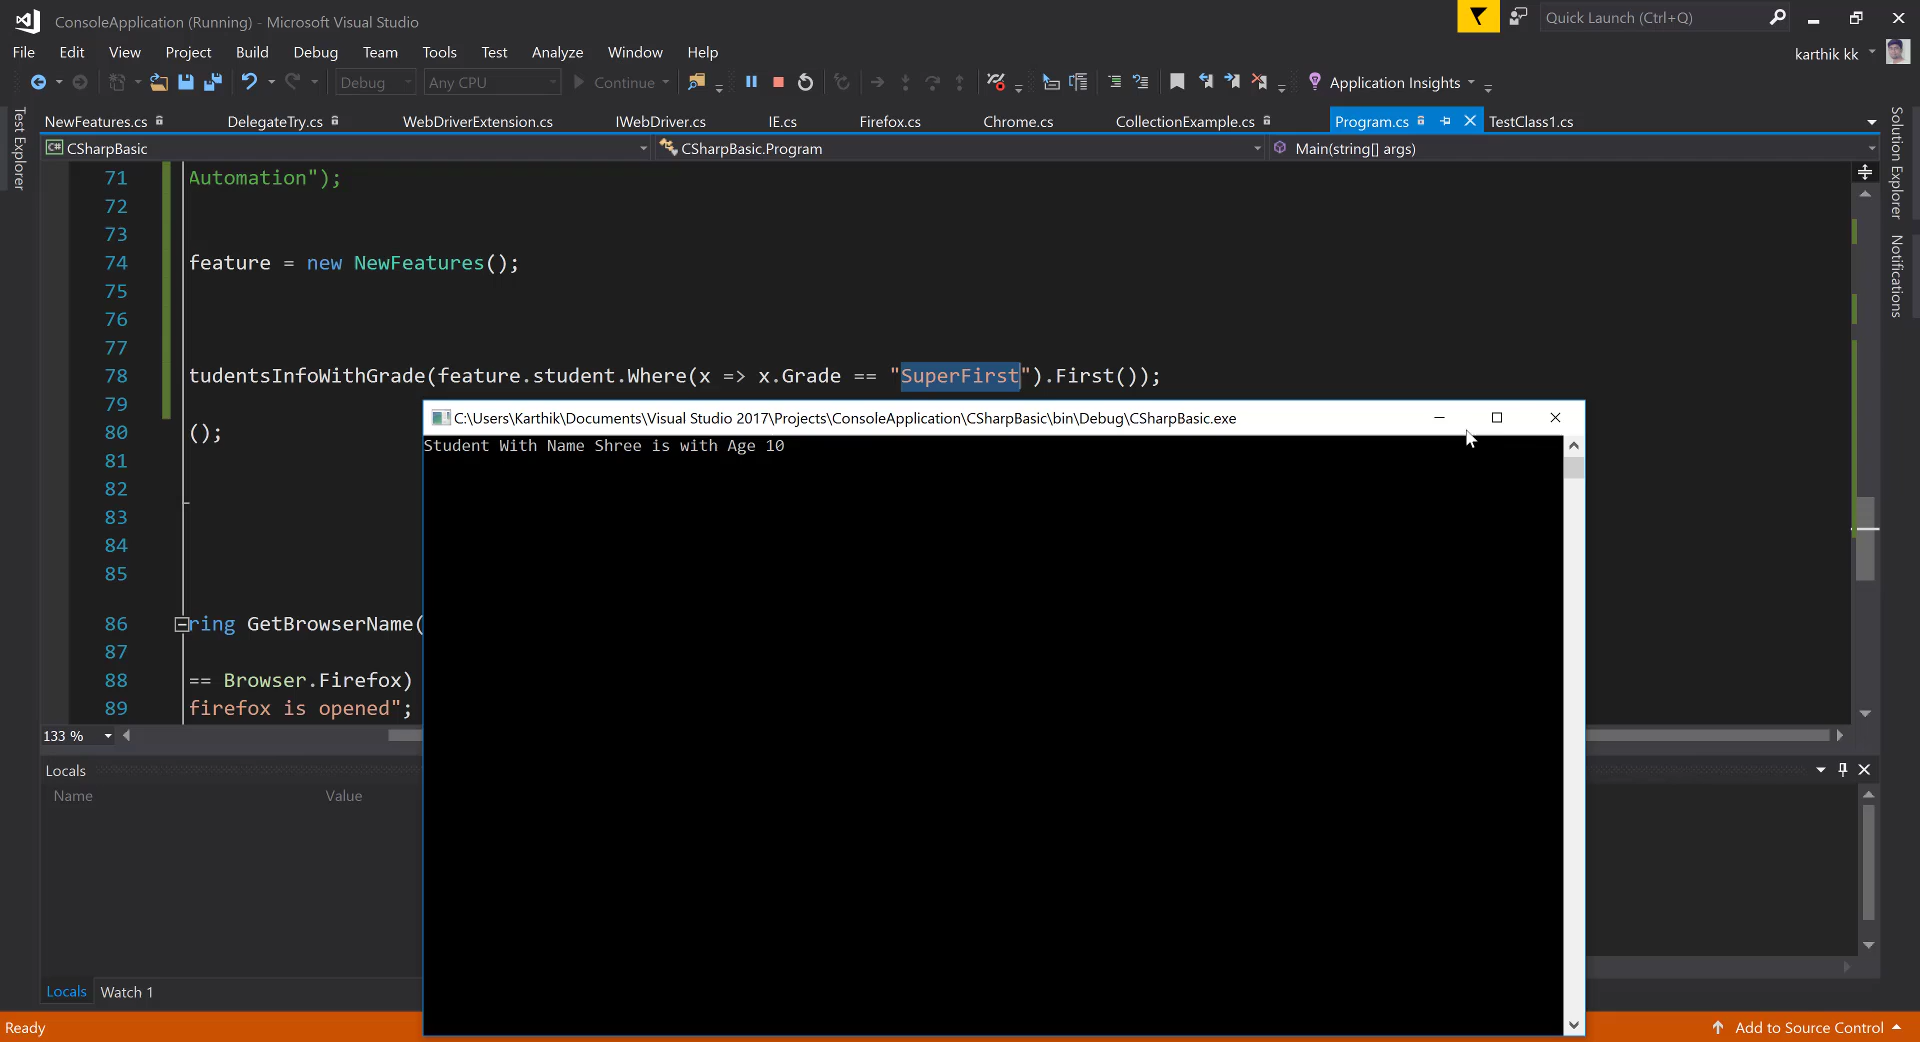 ConsoleApplication (Running) - Microsoft Visual Studio
Quick Launch (Ctrl+Q)
File Edit View Project Build Debug Team Tools Test Analyze Window Help
karthik kk
Debug Any CPU Continue Application Insights
Test Explorer
NewFeatures.cs DelegateTry.cs WebDriverExtension.cs IWebDriver.cs IE.cs Firefox.cs Chrome.cs CollectionExample.cs Program.cs TestClass1.cs
Solution Explorer
Notifications
C# CSharpBasic CSharpBasic.Program Main(string[] args)
71 Automation");
72
73
74 feature = new NewFeatures();
75
76
77
78 tudentsInfoWithGrade(feature.student.Where(x => x.Grade == "SuperFirst").First());
79
80 ();
81
82
83
84
85
86 ring GetBrowserName(
87
88 == Browser.Firefox)
89 firefox is opened";
C:\Users\Karthik\Documents\Visual Studio 2017\Projects\ConsoleApplication\CSharpBasic\bin\Debug\CSharpBasic.exe
Student With Name Shree is with Age 10
133 %
Locals
Name Value
Locals Watch 1
Ready
Add to Source Control